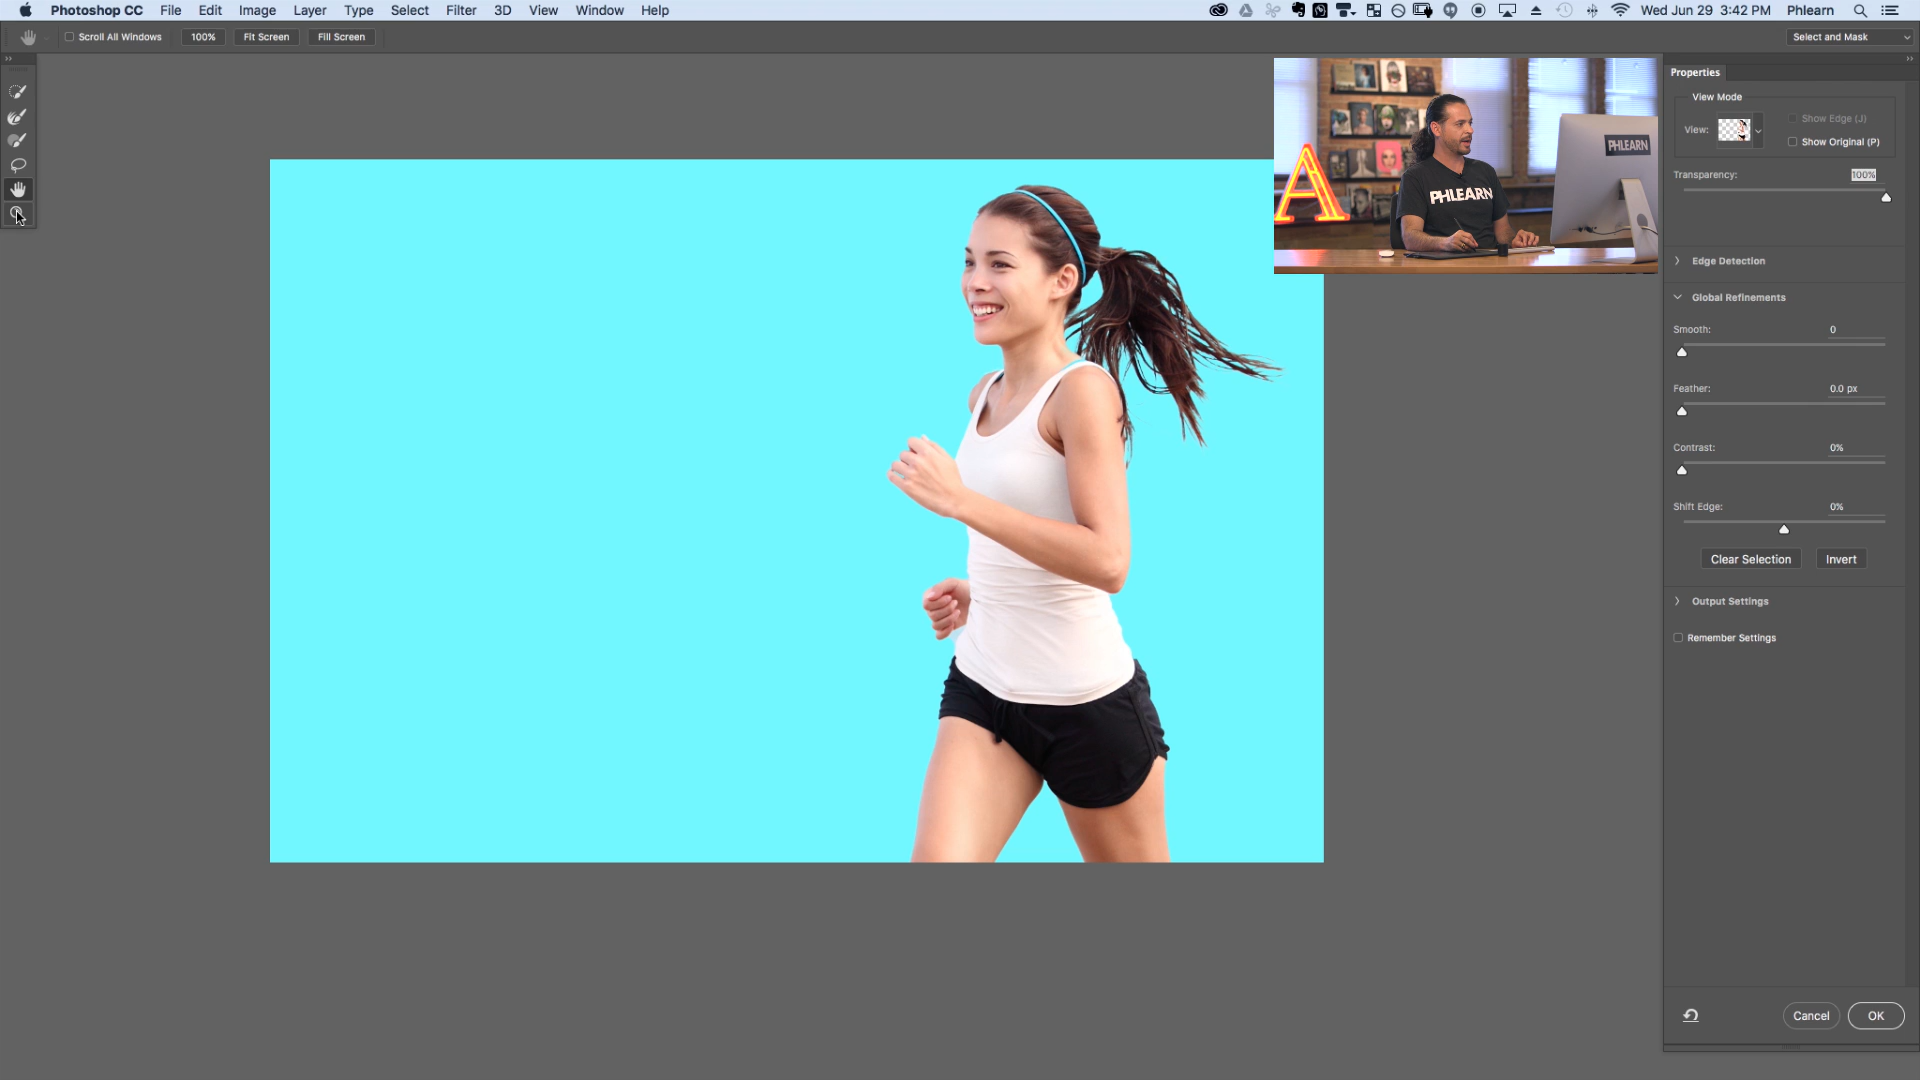 Photoshop CC File Edit Image Layer Type Select Filter 3D View Window Help Wed Jun 29 3:42 PM Phlearn
Scroll All Windows 100% Fit Screen Fill Screen Select and Mask
Properties
View Mode
View: Show Edge (J)
Show Original (P)
Transparency: 100%
Edge Detection
Global Refinements
Smooth: 0
Feather: 0.0 px
Contrast: 0%
Shift Edge: 0%
Clear Selection Invert
Output Settings
Remember Settings
Cancel OK
A
PHLEARN
PHLEARN